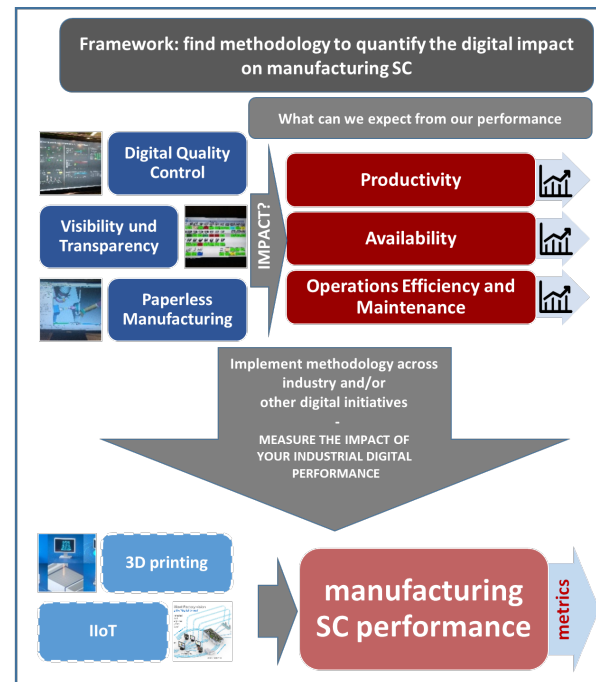 Framework: find methodology to quantify the digital impact
on manufacturing SC
What can we expect from our performance
Digital Quality
Control
Visibility und
Transparency
Paperless
Manufacturing
IMPACT?
Productivity
Availability
Operations Efficiency and
Maintenance
Implement methodology across
industry and/or
other digital initiatives
-
MEASURE THE IMPACT OF
YOUR INDUSTRIAL DIGITAL
PERFORMANCE
3D printing
IIoT
manufacturing
SC performance
metrics